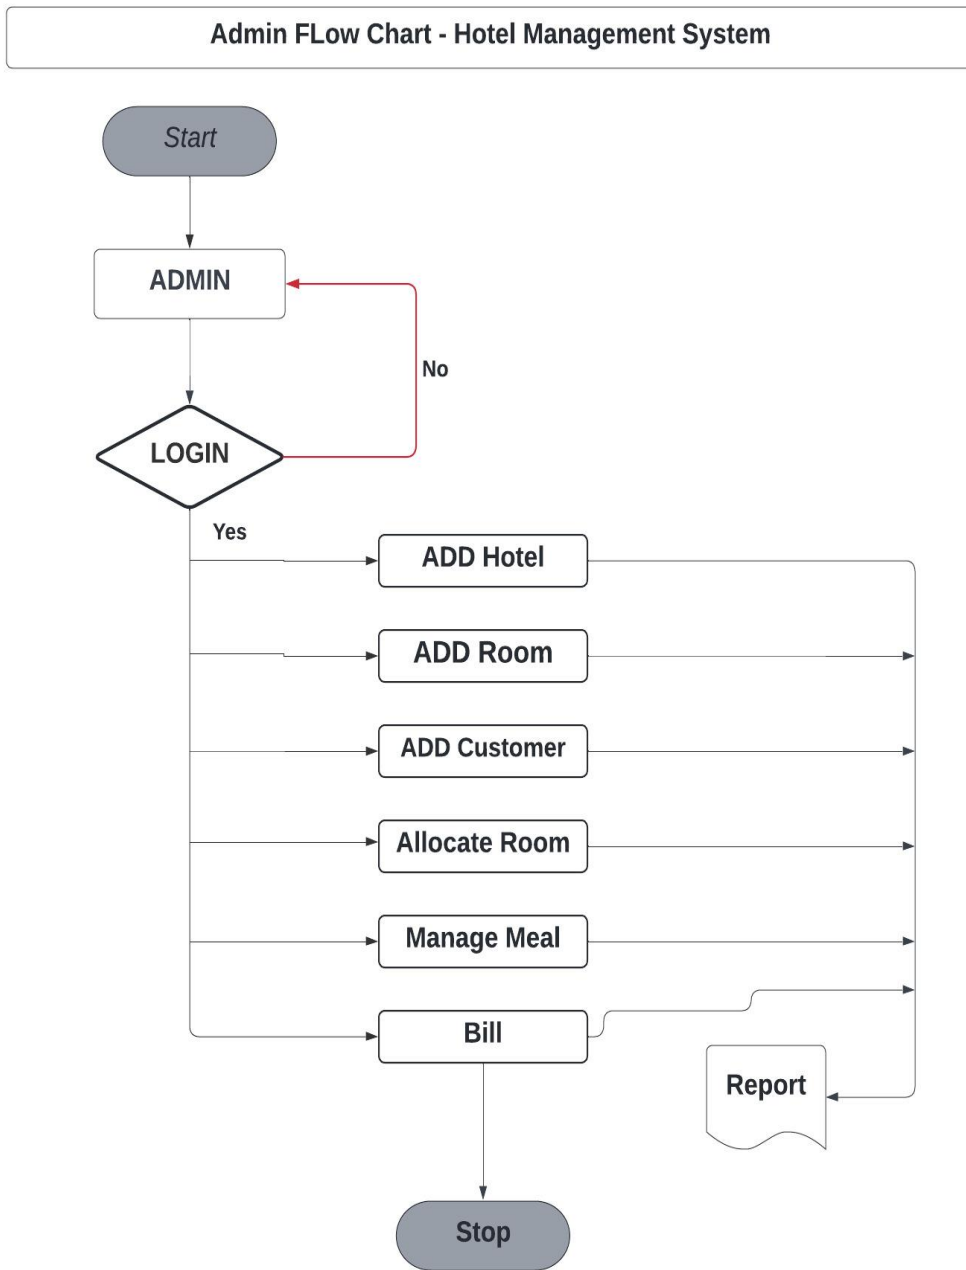 Admin FLow Chart - Hotel Management System
Start
ADMIN
No
LOGIN
Yes
ADD Hotel
ADD Room
ADD Customer
Allocate Room
Manage Meal
Bill
Report
Stop